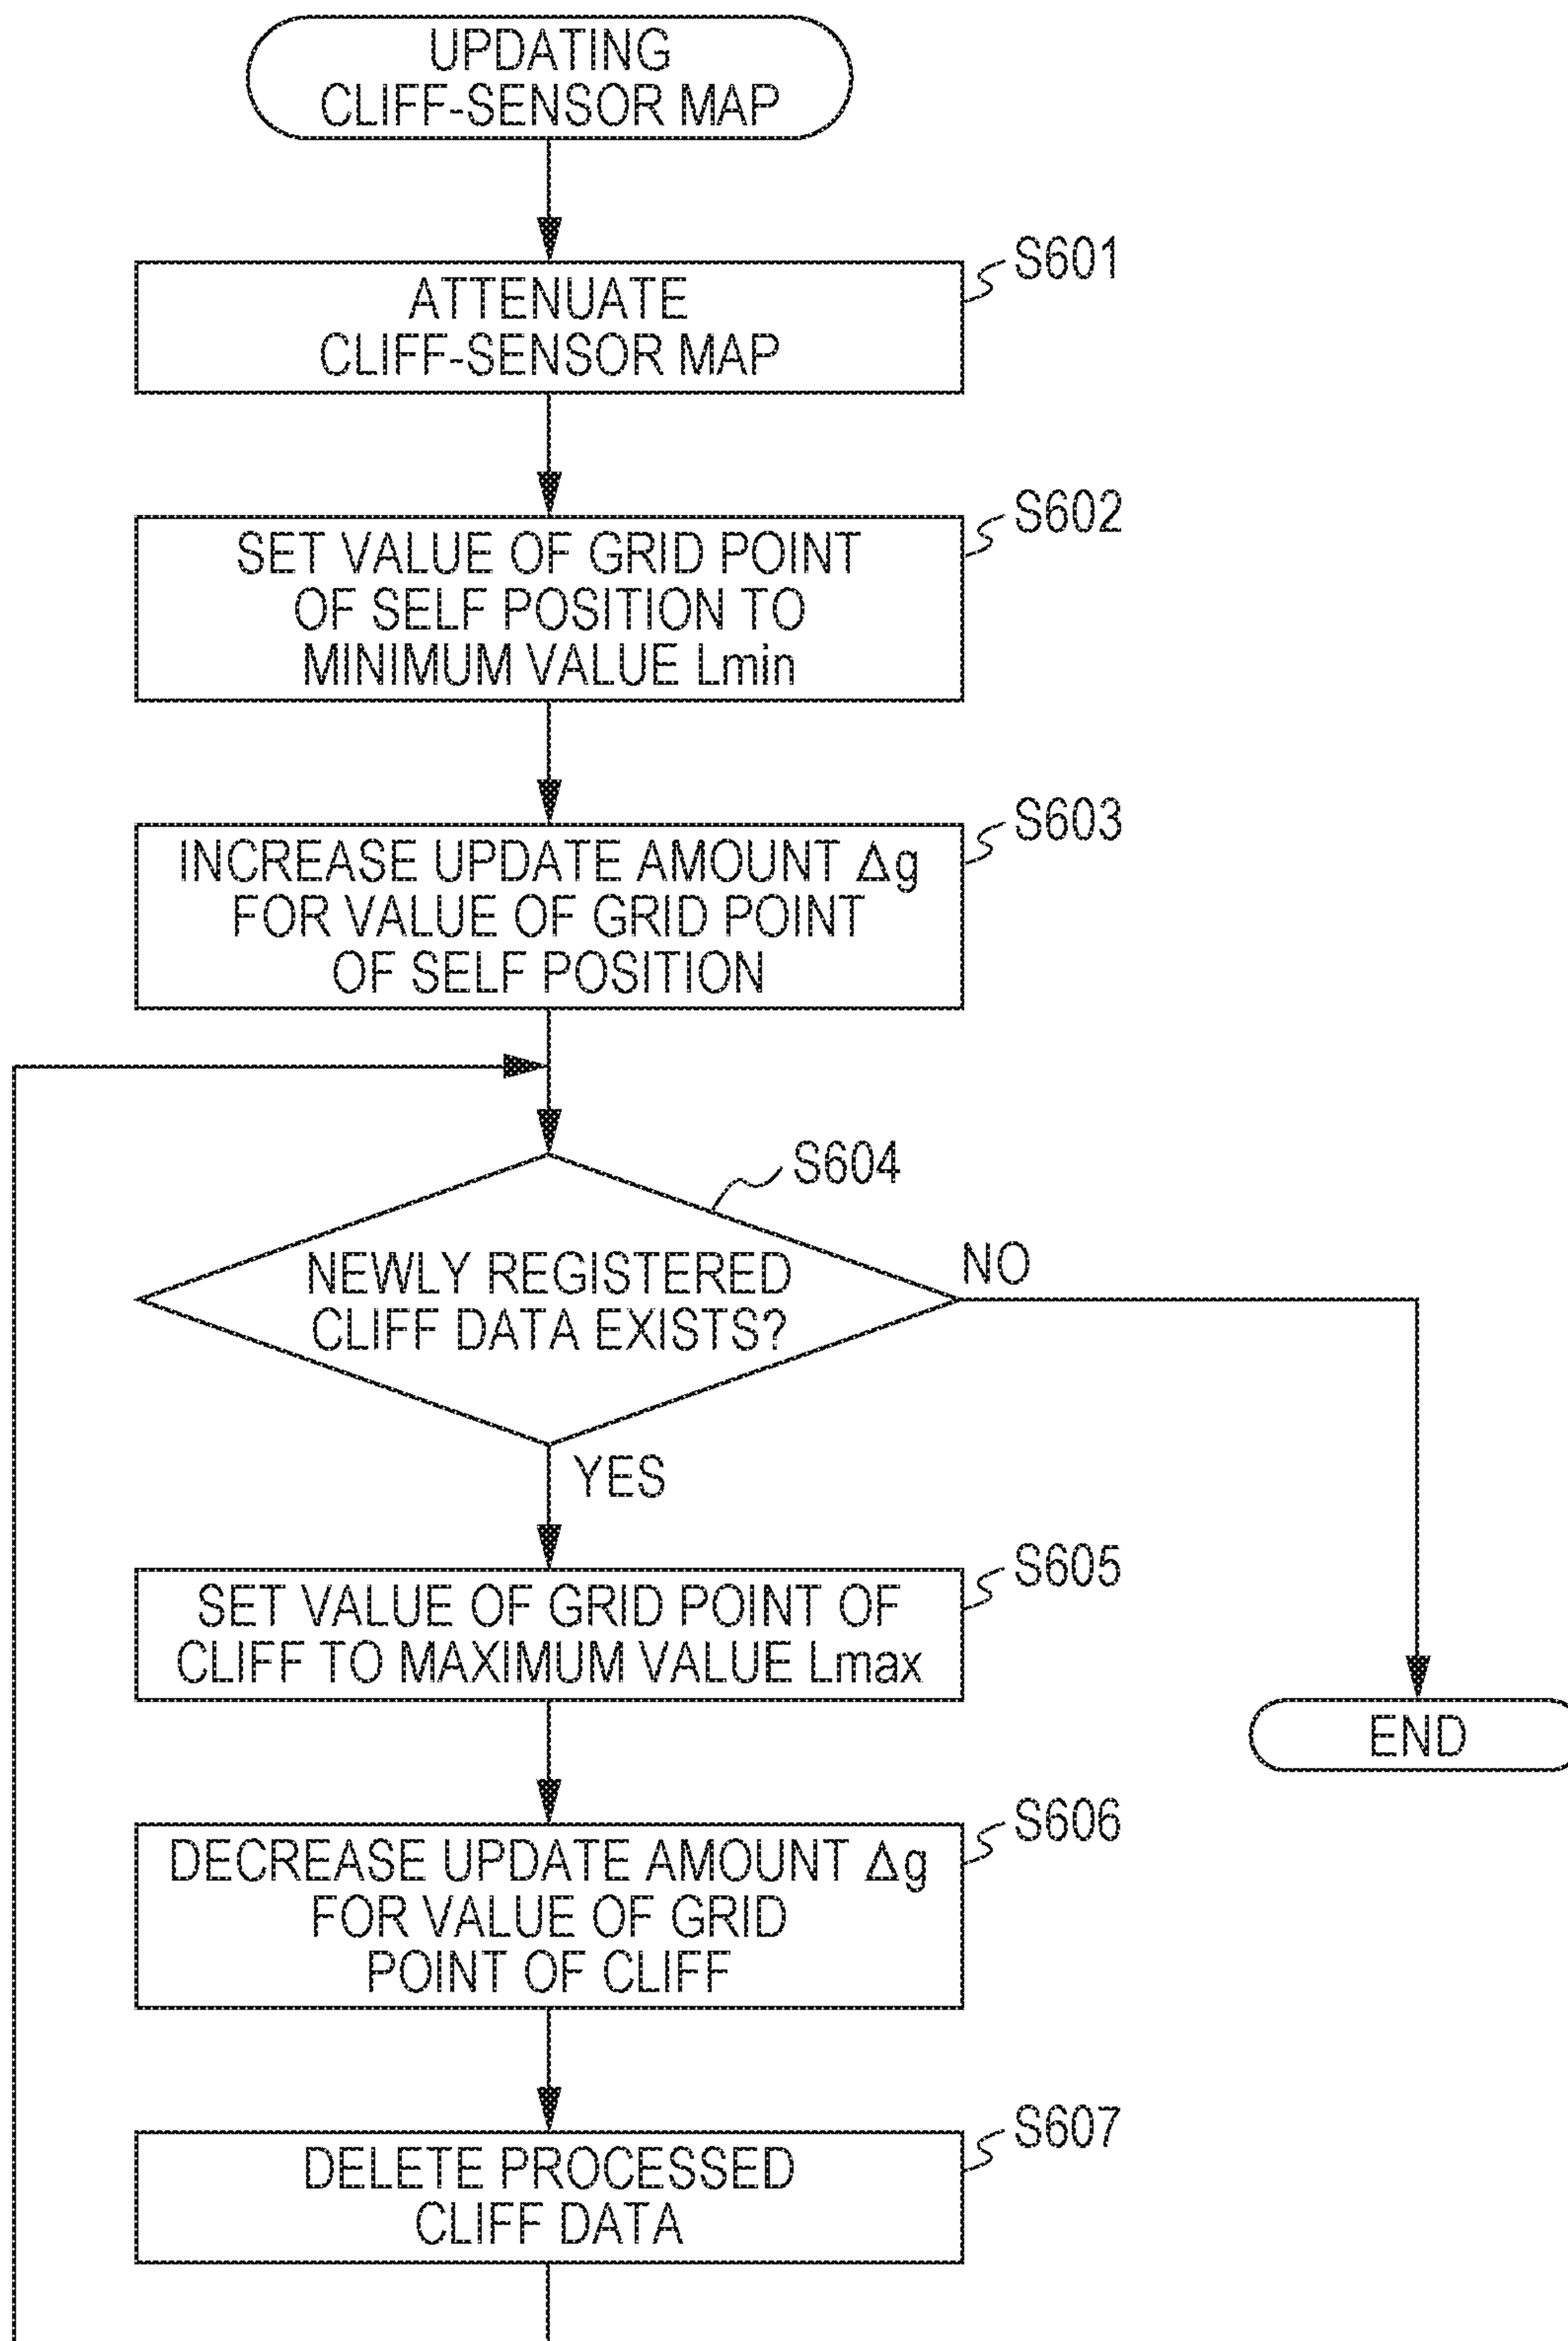 UPDATING
CLIFF-SENSOR MAP
S601
ATTENUATE
CLIFF-SENSOR MAP
S602
SET VALUE OF GRID POINT
OF SELF POSITION TO
MINIMUM VALUE Lmin
S603
INCREASE UPDATE AMOUNT Δg
FOR VALUE OF GRID POINT
OF SELF POSITION
S604
NEWLY REGISTERED
CLIFF DATA EXISTS?
NO
YES
S605
SET VALUE OF GRID POINT OF
CLIFF TO MAXIMUM VALUE Lmax
END
S606
DECREASE UPDATE AMOUNT Δg
FOR VALUE OF GRID
POINT OF CLIFF
S607
DELETE PROCESSED
CLIFF DATA